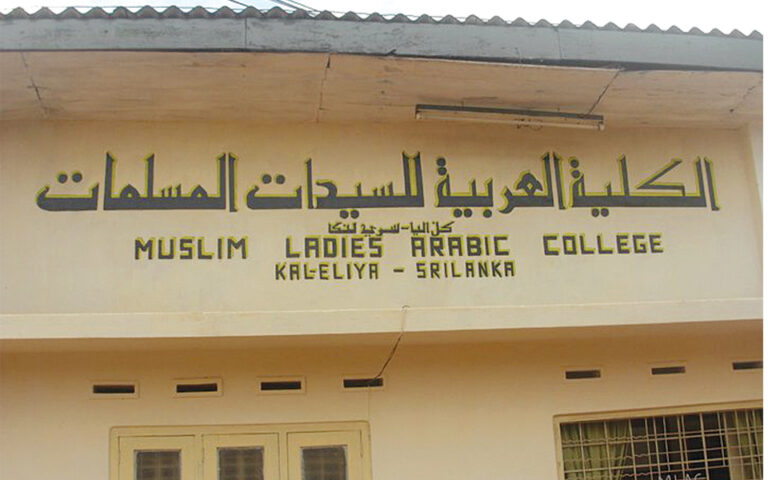 الكلية العربية للسيدات المسلمات
كل اليا - سري لنكا
MUSLIM LADIES ARABIC COLLEGE
KAL-ELIYA - SRILANKA